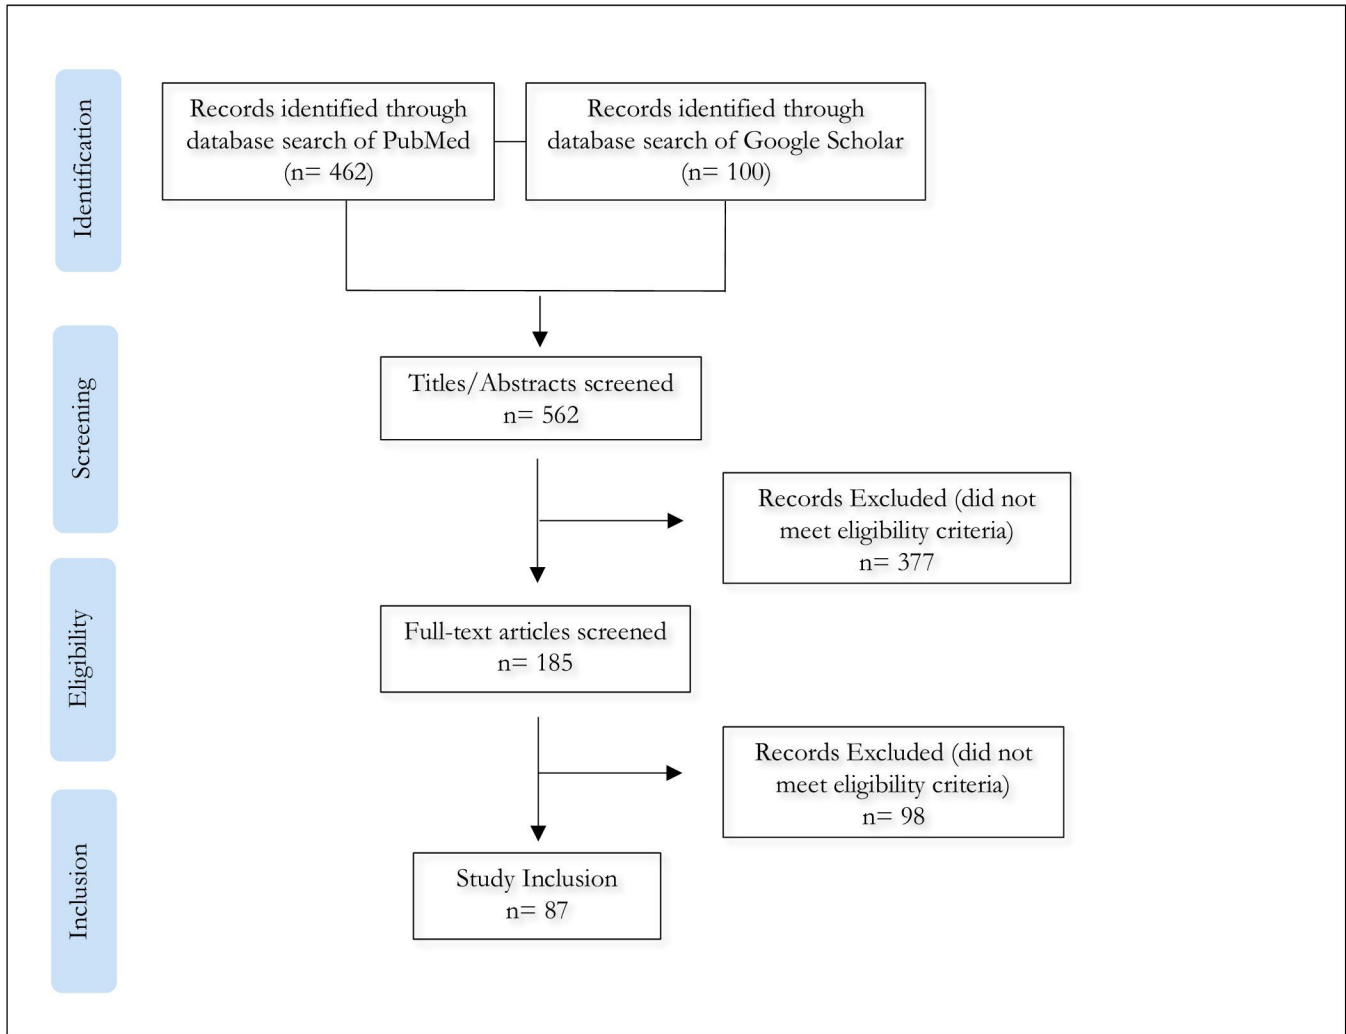 Identification
Records identified through
database search of PubMed
(n= 462)
Records identified through
database search of Google Scholar
(n= 100)
Screening
Titles/Abstracts screened
n= 562
Records Excluded (did not
meet eligibility criteria)
n= 377
Eligibility
Full-text articles screened
n= 185
Records Excluded (did not
meet eligibility criteria)
n= 98
Inclusion
Study Inclusion
n= 87